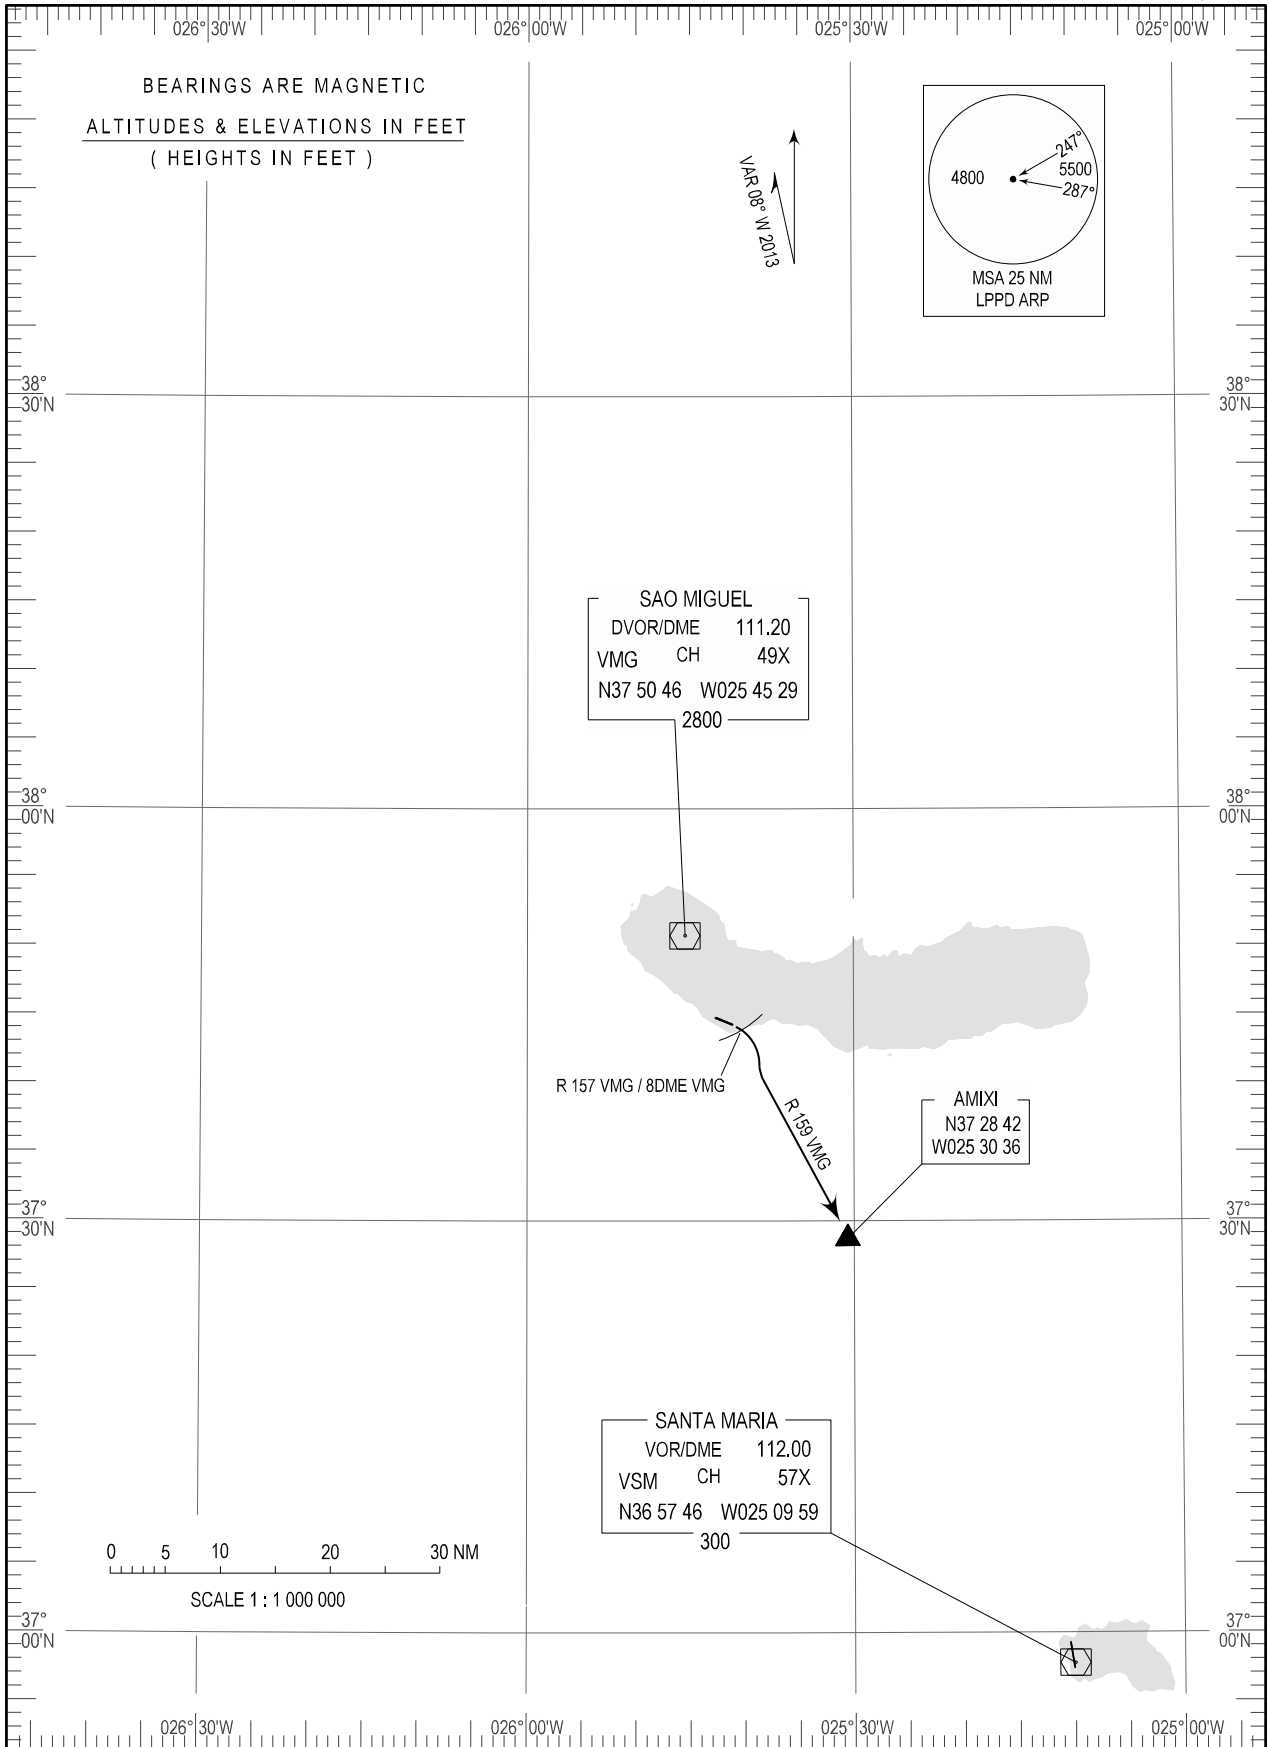 026° 30'W
026° 00'W
025° 30'W
025° 00'W
BEARINGS ARE MAGNETIC
ALTITUDES & ELEVATIONS IN FEET
( HEIGHTS IN FEET )
VAR 08° W 2013
4800
247°
5500
287°
MSA 25 NM
LPPD ARP
38°
30'N
38°
30'N
SAO MIGUEL
DVOR/DME 111.20
VMG CH 49X
N37 50 46 W025 45 29
2800
38°
00'N
38°
00'N
R 157 VMG / 8DME VMG
R 159 VMG
AMIXI
N37 28 42
W025 30 36
37°
30'N
37°
30'N
SANTA MARIA
VOR/DME 112.00
VSM CH 57X
N36 57 46 W025 09 59
300
0 5 10 20 30 NM
SCALE 1 : 1 000 000
37°
00'N
37°
00'N
026° 30'W
026° 00'W
025° 30'W
025° 00'W